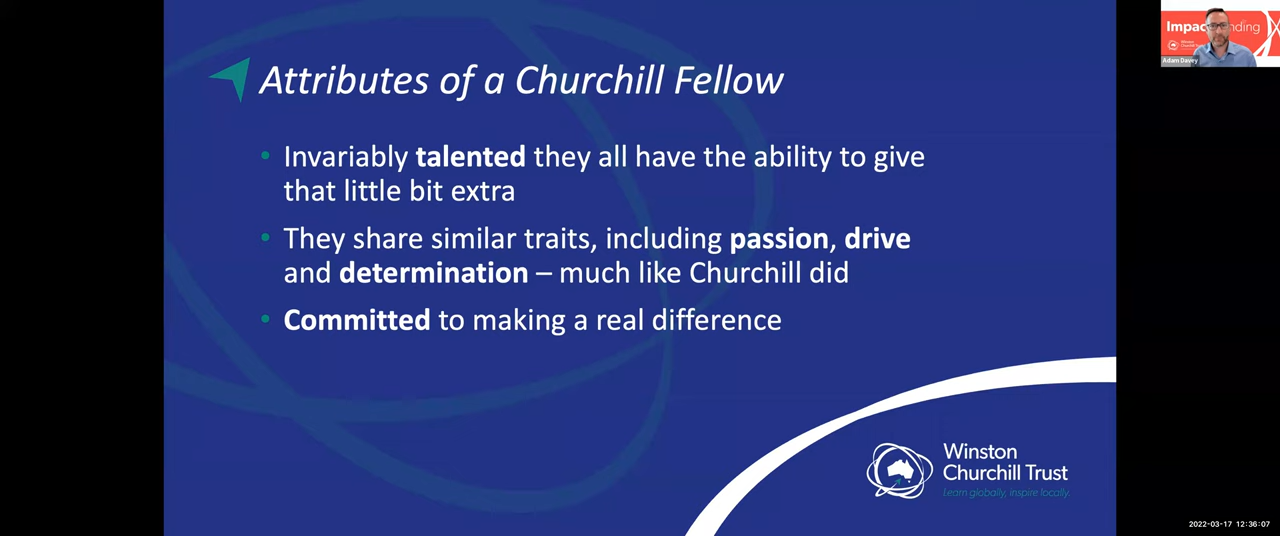 Attributes of a Churchill Fellow
• Invariably talented they all have the ability to give
that little bit extra
• They share similar traits, including passion, drive
and determination – much like Churchill did
• Committed to making a real difference
Winston
Churchill Trust
Learn globally, inspire locally.
Adam Davey
2022-03-17 12:36:07